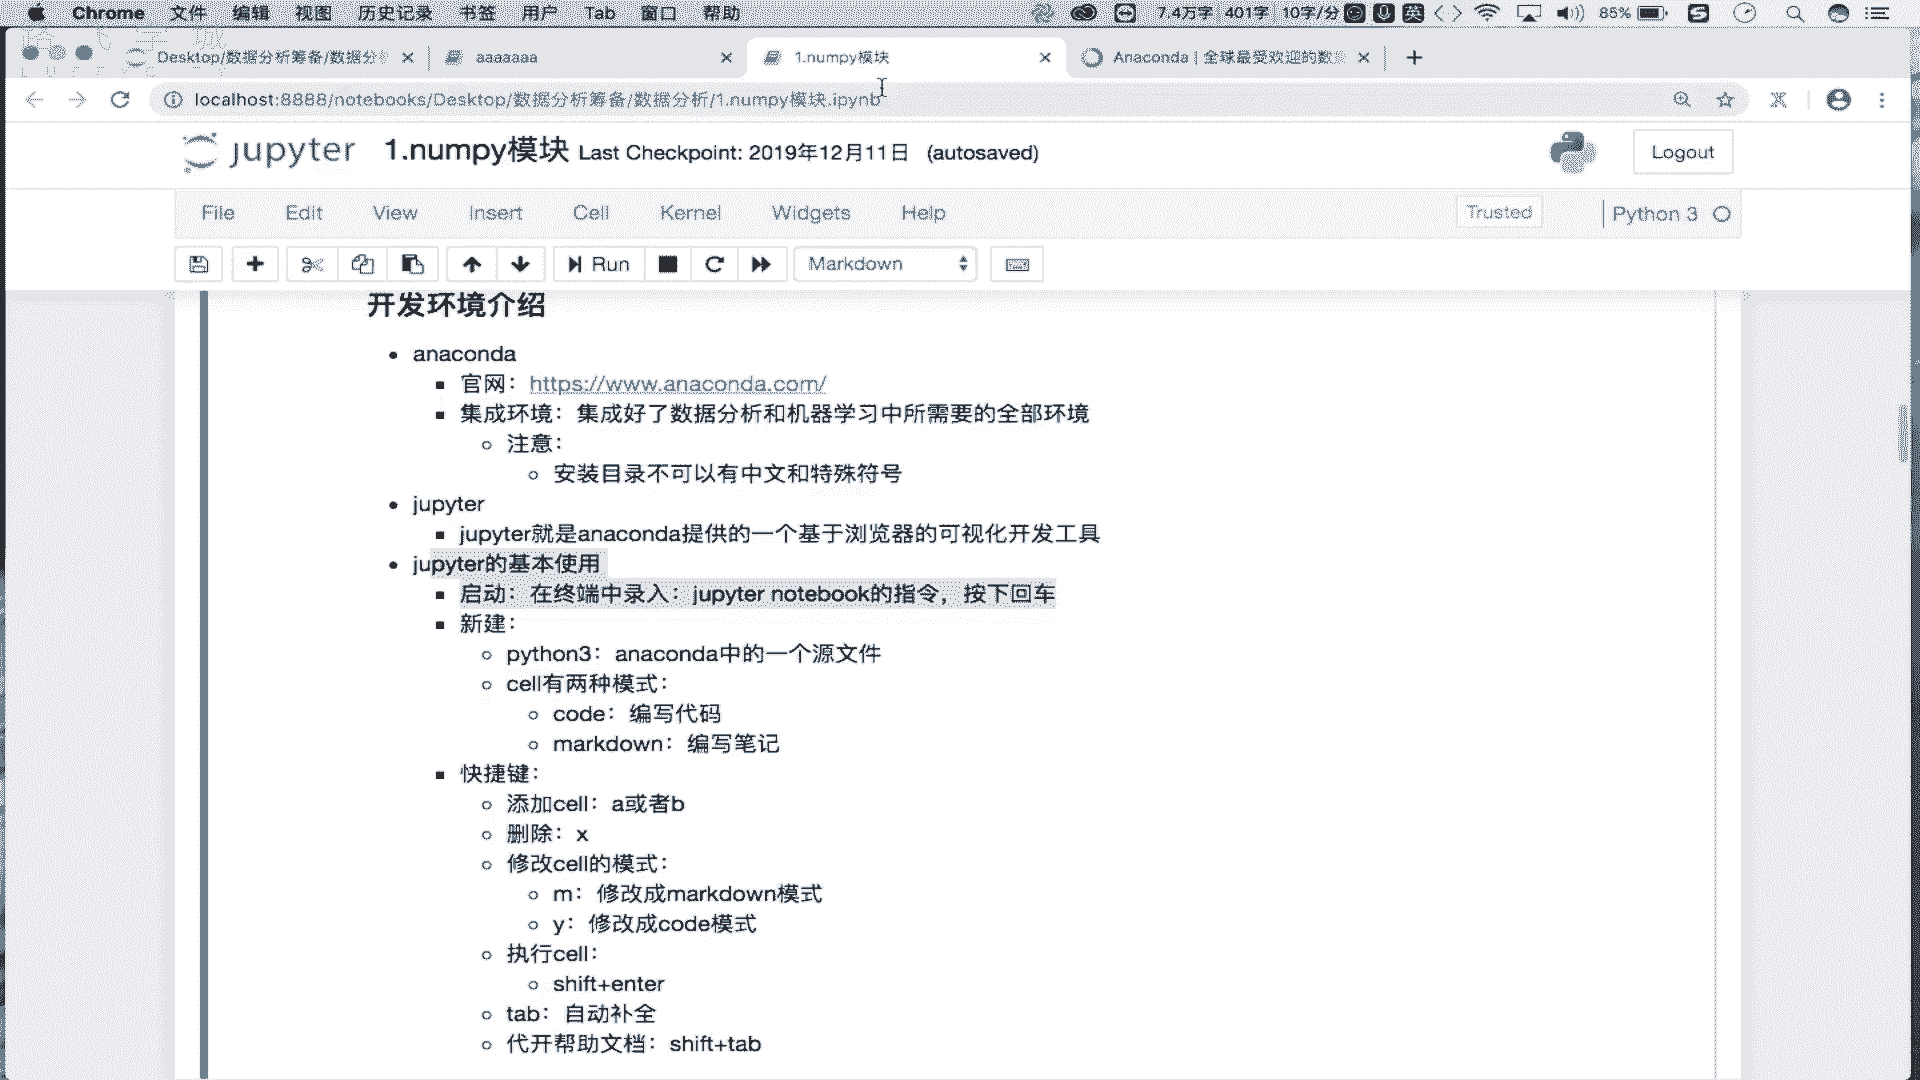 Chrome 文件 编辑 视图 历史记录 书签 用户 Tab 窗口 帮助 7.4万字 401字 10字/分 英 85%
Desktop/数据分析筹备/数据分 aaaaaaa 1.numpy模块 Anaconda | 全球最受欢迎的数
localhost:8888/notebooks/Desktop/数据分析筹备/数据分析/1.numpy模块.ipynb
jupyter 1.numpy模块 Last Checkpoint: 2019年12月11日 (autosaved) Logout
File Edit View Insert Cell Kernel Widgets Help Trusted Python 3
Run Markdown
开发环境介绍
anaconda
官网：https://www.anaconda.com/
集成环境：集成好了数据分析和机器学习中所需要的全部环境
注意：
安装目录不可以有中文和特殊符号
jupyter
jupyter就是anaconda提供的一个基于浏览器的可视化开发工具
jupyter的基本使用
启动：在终端中录入：jupyter notebook的指令，按下回车
新建：
python3：anaconda中的一个源文件
cell有两种模式：
code：编写代码
markdown：编写笔记
快捷键：
添加cell：a或者b
删除：x
修改cell的模式：
m：修改成markdown模式
y：修改成code模式
执行cell：
shift+enter
tab：自动补全
代开帮助文档：shift+tab